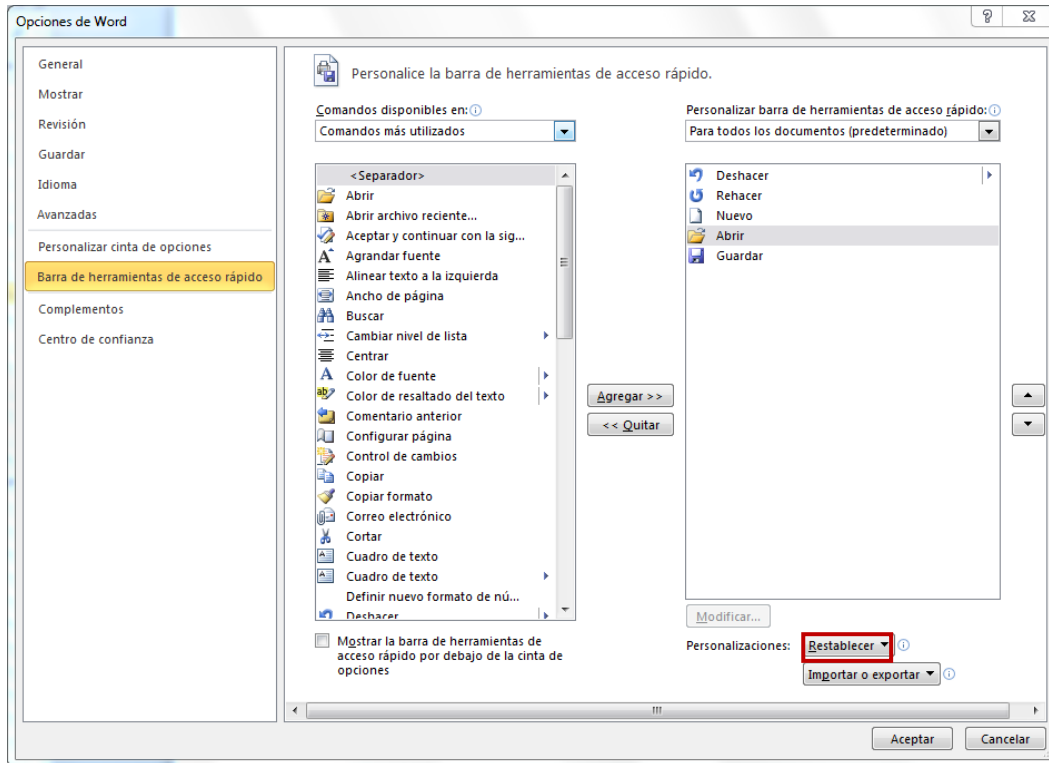 Opciones de Word
General
Mostrar
Revisión
Guardar
Idioma
Avanzadas
Personalizar cinta de opciones
Barra de herramientas de acceso rápido
Complementos
Centro de confianza
Personalice la barra de herramientas de acceso rápido.
Comandos disponibles en:
Comandos más utilizados
<Separador>
Abrir
Abrir archivo reciente...
Aceptar y continuar con la sig...
Agrandar fuente
Alinear texto a la izquierda
Ancho de página
Buscar
Cambiar nivel de lista
Centrar
Color de fuente
Color de resaltado del texto
Comentario anterior
Configurar página
Control de cambios
Copiar
Copiar formato
Correo electrónico
Cortar
Cuadro de texto
Cuadro de texto
Definir nuevo formato de nú...
Deshacer
Mostrar la barra de herramientas de
acceso rápido por debajo de la cinta de
opciones
Agregar >>
<< Quitar
Personalizar barra de herramientas de acceso rápido:
Para todos los documentos (predeterminado)
Deshacer
Rehacer
Nuevo
Abrir
Guardar
Modificar...
Personalizaciones: Restablecer
Importar o exportar
Aceptar Cancelar